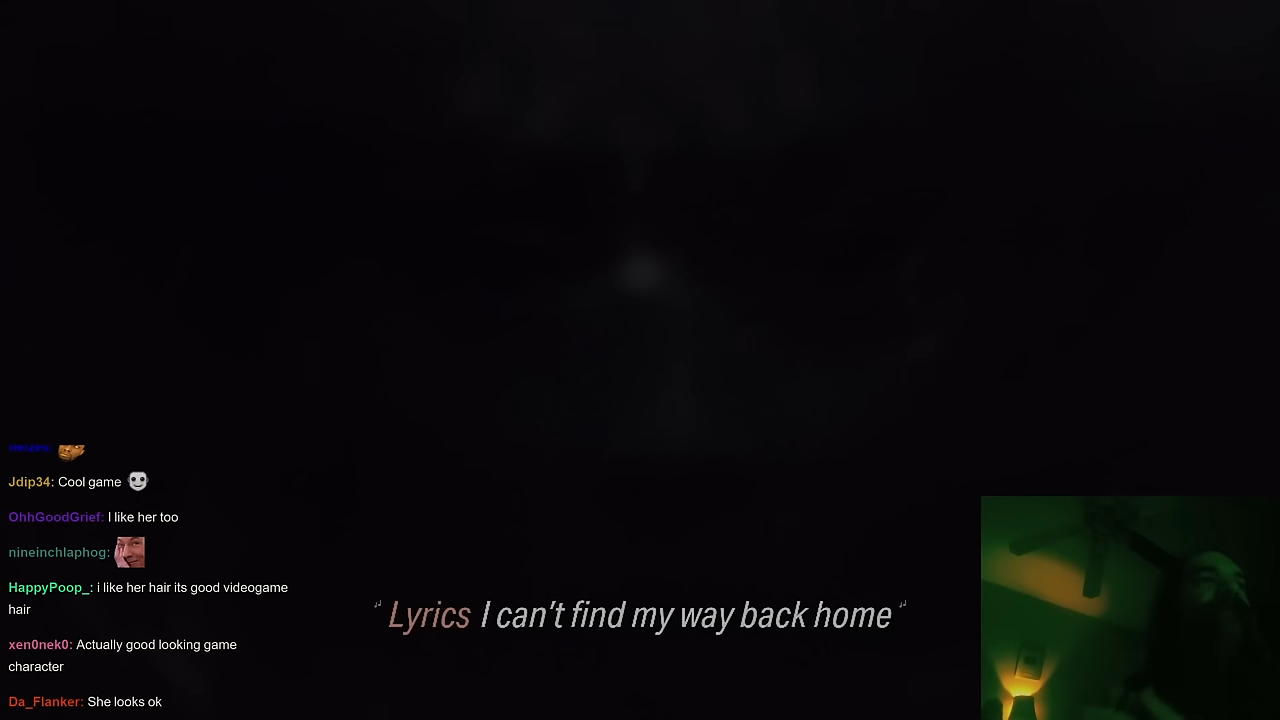 Jdip34: Cool game
OhhGoodGrief: I like her too
nineinchlaphog:
HappyPoop_: i like her hair its good videogame
hair
xen0nek0: Actually good looking game
character
Da_Flanker: She looks ok
Lyrics I can't find my way back home